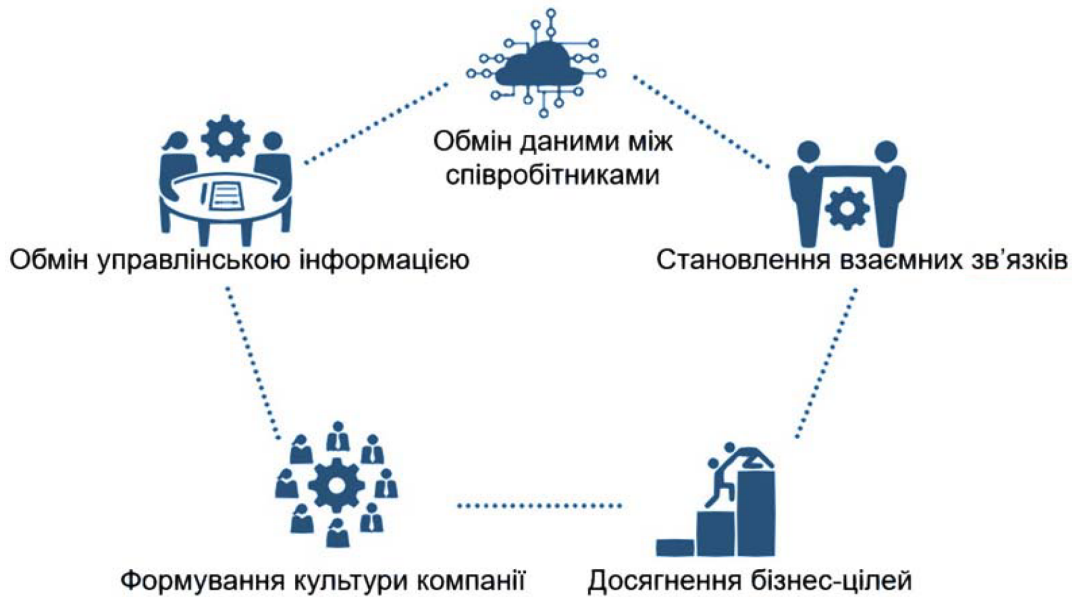 Обмін даними між
співробітниками
Обмін управлінською інформацією
Становлення взаємних зв’язків
Формування культури компанії
Досягнення бізнес-цілей